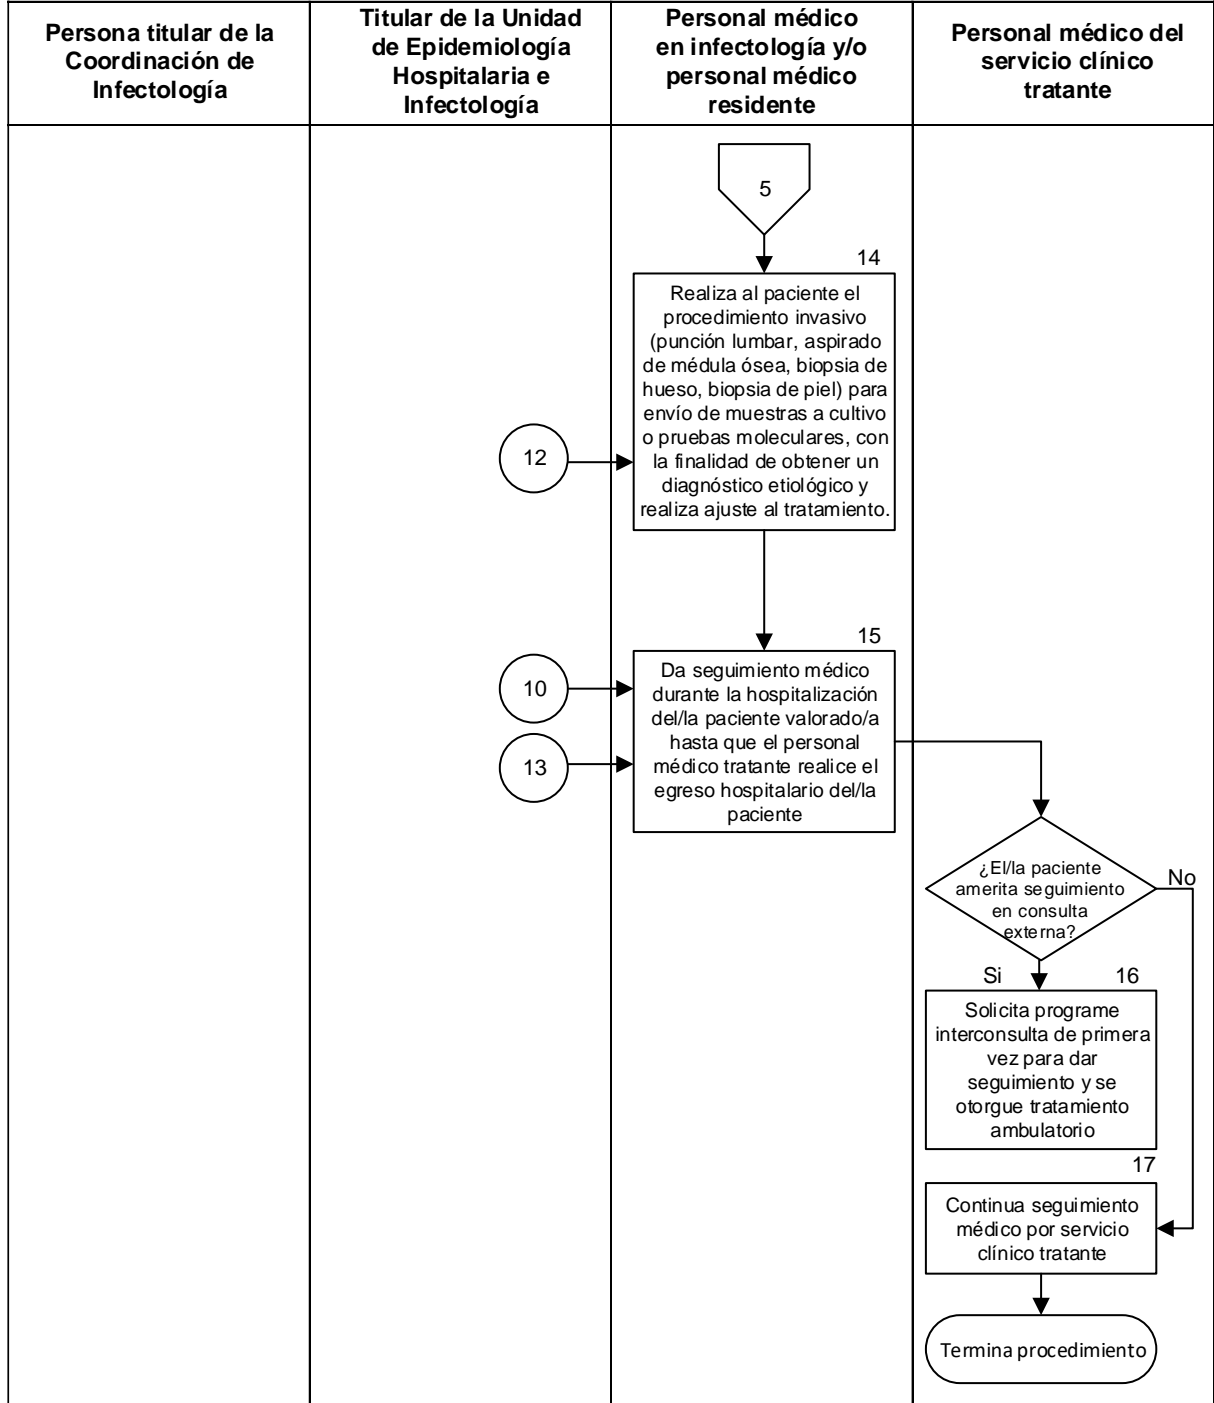 Persona titular de la
Coordinación de
Infectología
Titular de la Unidad
de Epidemiología
Hospitalaria e
Infectología
Personal médico
en infectología y/o
personal médico
residente
Personal médico del
servicio clínico
tratante
5
14
Realiza al paciente el
procedimiento invasivo
(punción lumbar, aspirado
de médula ósea, biopsia de
hueso, biopsia de piel) para
envío de muestras a cultivo
o pruebas moleculares, con
la finalidad de obtener un
diagnóstico etiológico y
realiza ajuste al tratamiento.
12
15
Da seguimiento médico
durante la hospitalización
del/la paciente valorado/a
hasta que el personal
médico tratante realice el
egreso hospitalario del/la
paciente
10
13
¿El/la paciente
amerita seguimiento
en consulta
externa?
No
Si
16
Solicita programe
interconsulta de primera
vez para dar
seguimiento y se
otorgue tratamiento
ambulatorio
17
Continua seguimiento
médico por servicio
clínico tratante
Termina procedimiento